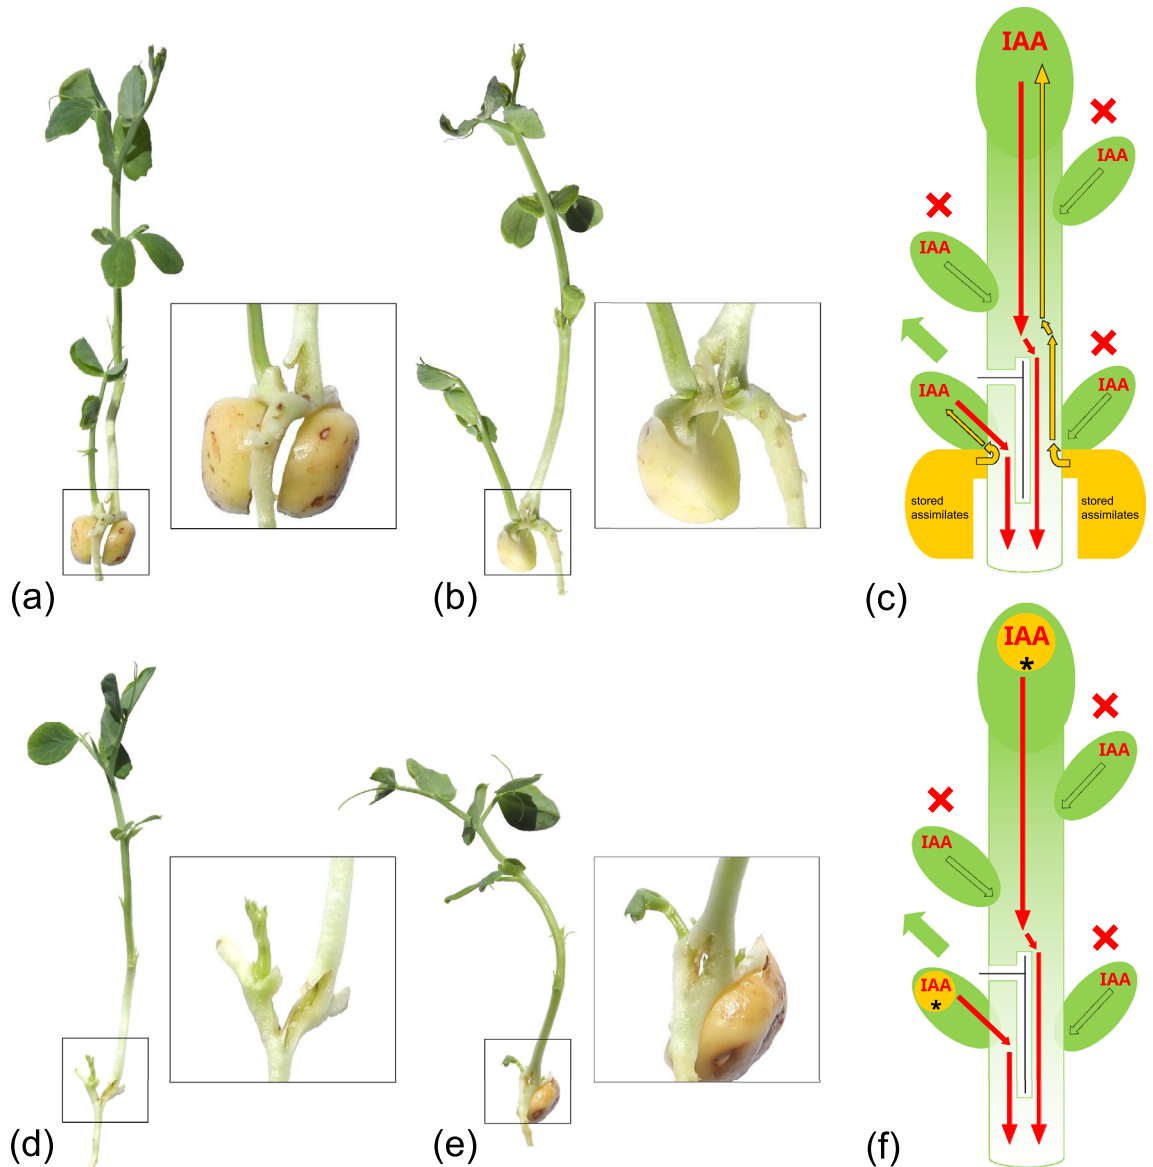 IAA
IAA
IAA
IAA
IAA
stored
assimilates
stored
assimilates
(a)
(b)
(c)
IAA
*
IAA
IAA
IAA
*
IAA
(d)
(e)
(f)